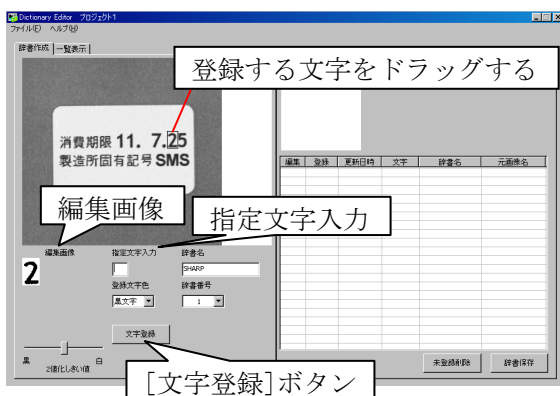 Dictionary Editor プロジェクト1
ファイル(F) ヘルプ(H)
辞書作成 一覧表示
登録する文字をドラッグする
消費期限 11. 7.25
製造所固有記号 SMS
編集 登録 更新日時 文字 辞書名 元画像名
編集画像
指定文字入力
編集画像 指定文字入力 辞書名
2
SHARP
登録文字色 辞書番号
黒文字 1
文字登録
黒 白
2値化しきい値
未登録削除 辞書保存
[文字登録]ボタン